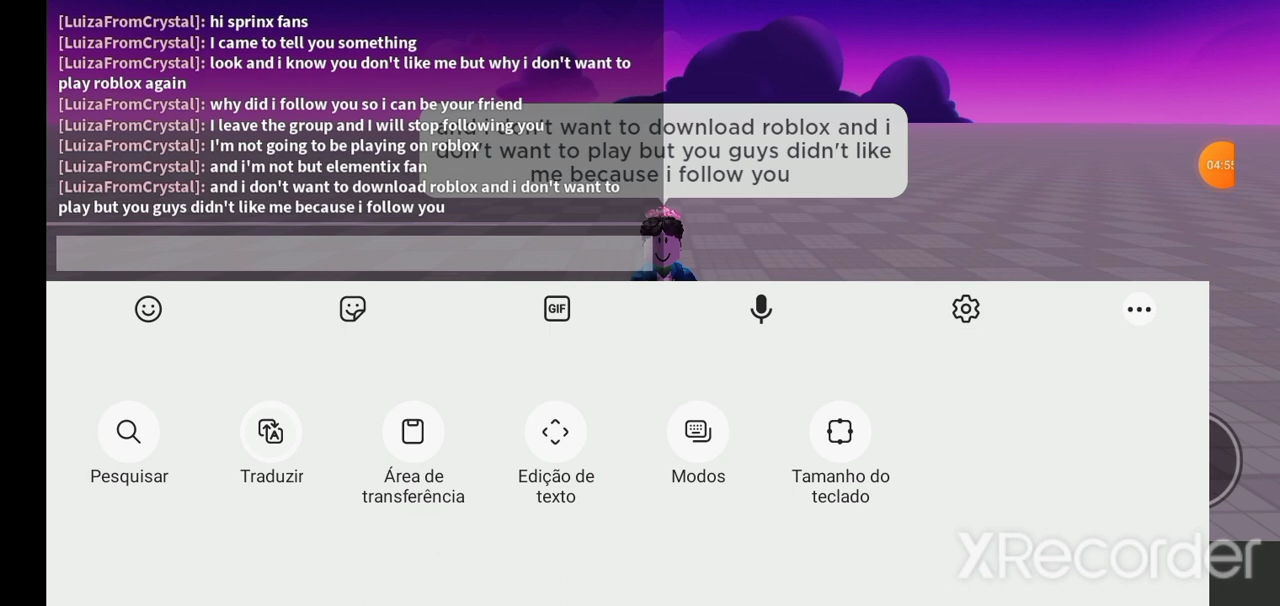 [LuizaFromCrystal]: hi sprinx fans
[LuizaFromCrystal]: I came to tell you something
[LuizaFromCrystal]: look and i know you don't like me but why i don't want to
play roblox again
[LuizaFromCrystal]: why did i follow you so i can be your friend
[LuizaFromCrystal]: I leave the group and I will stop following you
[LuizaFromCrystal]: I'm not going to be playing on roblox
[LuizaFromCrystal]: and i'm not but elementix fan
[LuizaFromCrystal]: and i don't want to download roblox and i don't want to
play but you guys didn't like me because i follow you
and i don't want to download roblox and i
don't want to play but you guys didn't like
me because i follow you
04:55
GIF
Pesquisar
Traduzir
Área de
transferência
Edição de
texto
Modos
Tamanho do
teclado
XRecorder